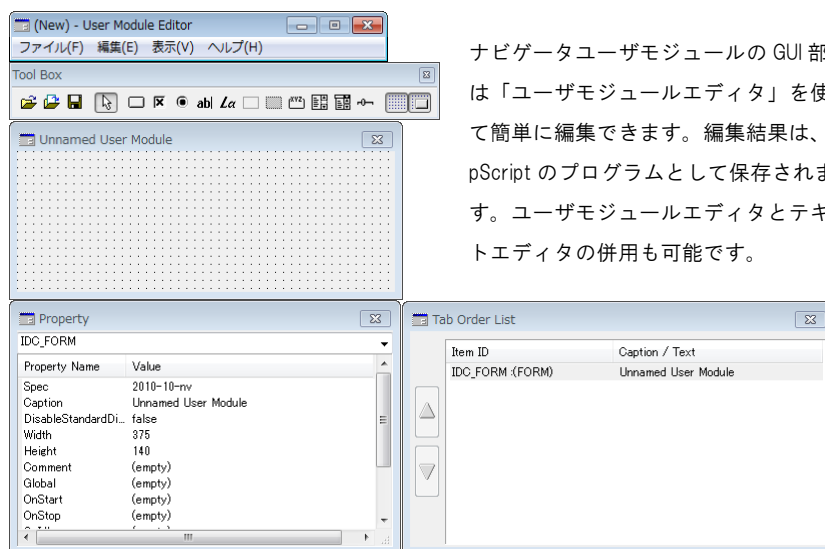 (New) - User Module Editor
ファイル(F) 編集(E) 表示(V) ヘルプ(H)
Tool Box
ab|
Unnamed User Module
ナビゲータユーザモジュールの GUI 部
は「ユーザモジュールエディタ」を使
て簡単に編集できます。編集結果は、
pScript のプログラムとして保存されま
す。ユーザモジュールエディタとテキ
トエディタの併用も可能です。
Property
IDC_FORM
Property Name Value
Spec 2010-10-nv
Caption Unnamed User Module
DisableStandardDi... false
Width 375
Height 140
Comment (empty)
Global (empty)
OnStart (empty)
OnStop (empty)
Tab Order List
Item ID Caption / Text
IDC_FORM :(FORM) Unnamed User Module